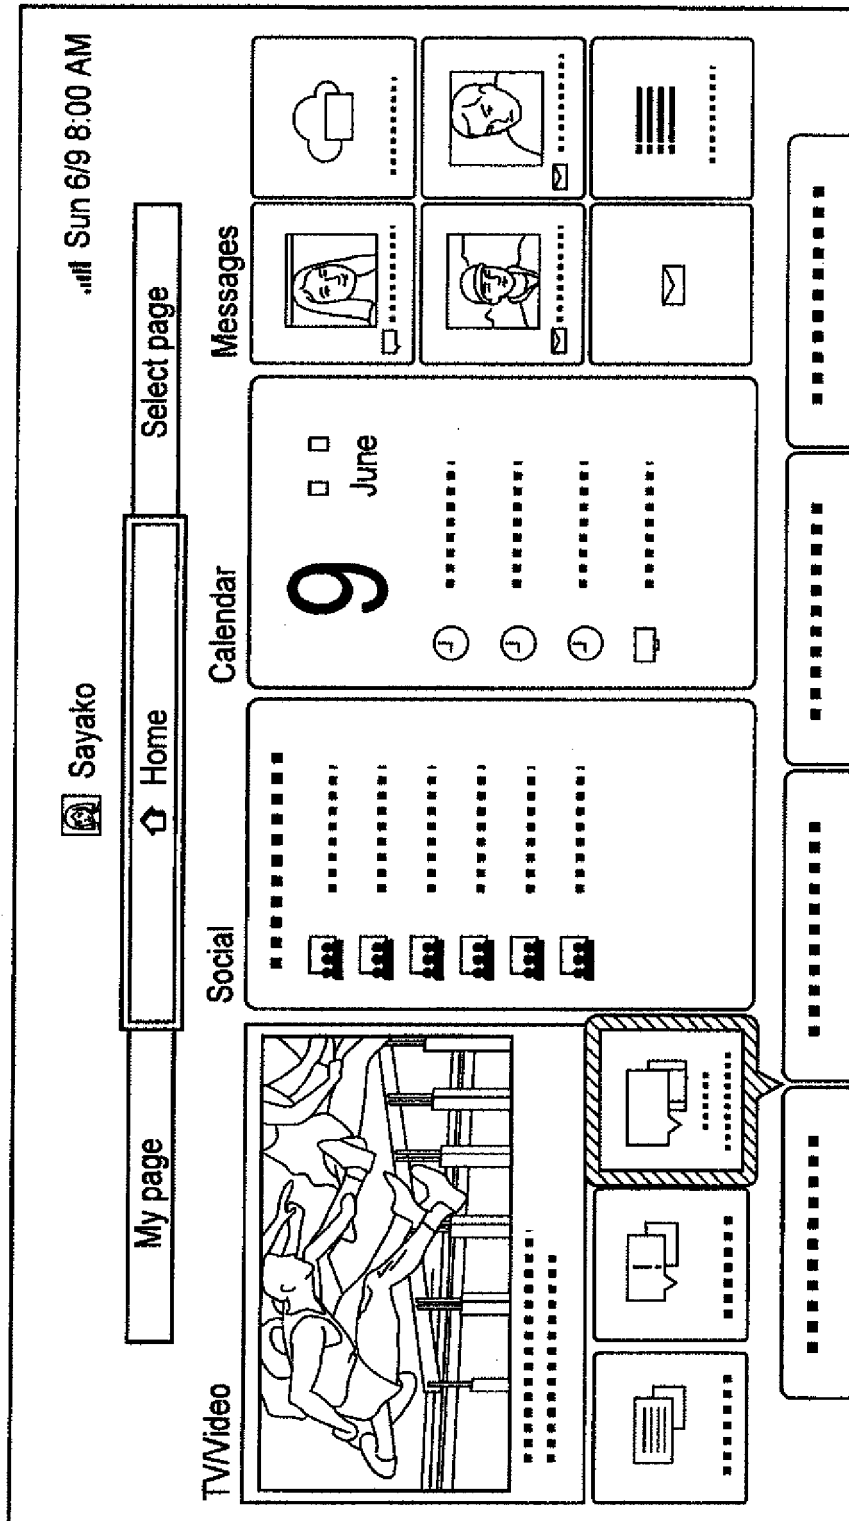 Sayako
Sun 6/9 8:00 AM
My page
Home
Select page
TV/Video
Social
Calendar
Messages
9
June